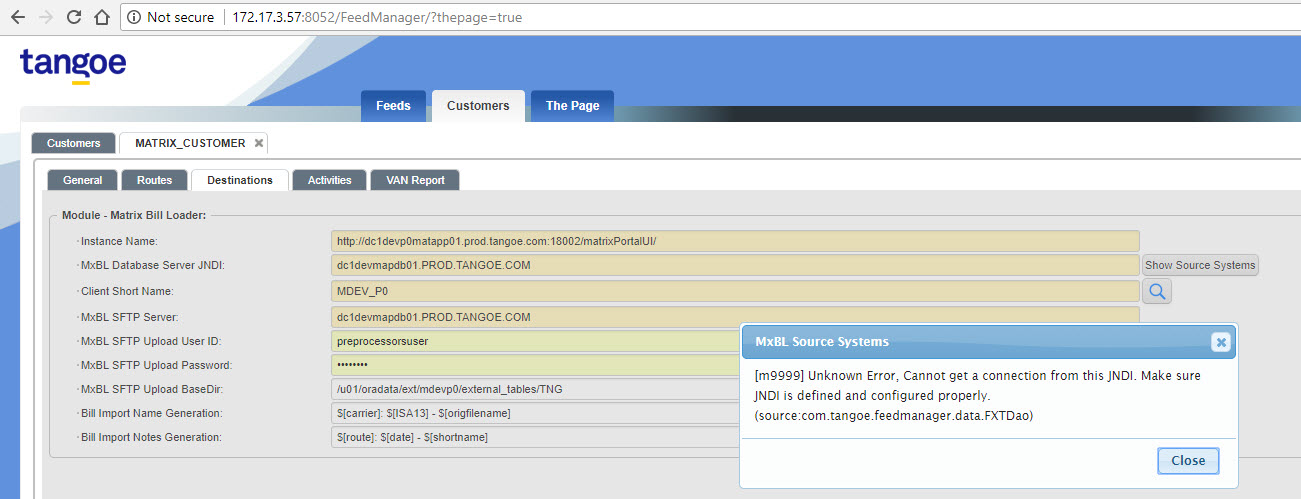 Not secure | 172.17.3.57:8052/FeedManager/?thepage=true
tangoe
Feeds Customers The Page
Customers MATRIX_CUSTOMER
General Routes Destinations Activities VAN Report
Module - Matrix Bill Loader:
Instance Name: http://dc1devp0matapp01.prod.tangoe.com:18002/matrixPortalUI/
MxBL Database Server JNDI: dc1devmapdb01.PROD.TANGOE.COM Show Source Systems
Client Short Name: MDEV_P0
MxBL SFTP Server: dc1devmapdb01.PROD.TANGOE.COM
MxBL SFTP Upload User ID: preprocessorsuser
MxBL SFTP Upload Password: ••••••••
MxBL SFTP Upload BaseDir: /u01/oradata/ext/mdevp0/external_tables/TNG
Bill Import Name Generation: $[carrier]: $[ISA13] - $[origfilename]
Bill Import Notes Generation: $[route]: $[date] - $[shortname]
MxBL Source Systems
[m9999] Unknown Error, Cannot get a connection from this JNDI. Make sure
JNDI is defined and configured properly.
(source:com.tangoe.feedmanager.data.FXTDao)
Close